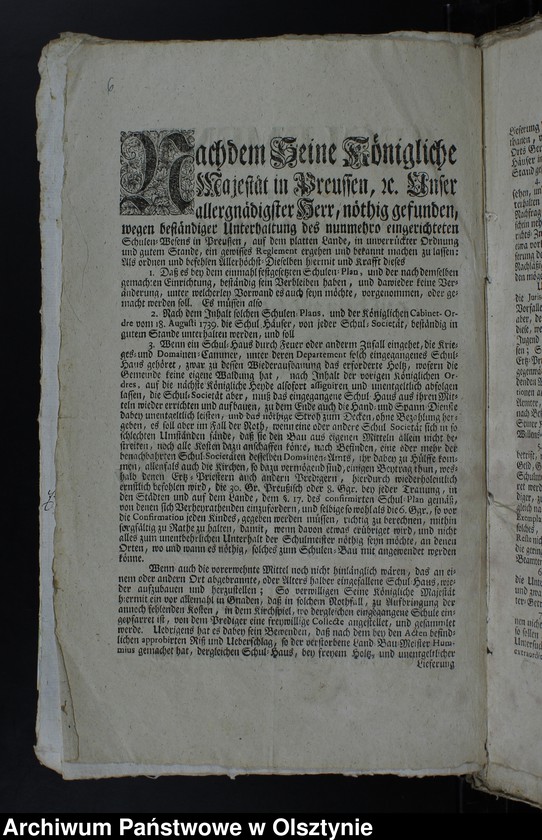 6
Nachdem Seine Königliche
Majestät in Preussen, ꝛc. Unser
allergnädigster Herr, nöthig gefunden,
wegen beständiger Unterhaltung des nunmehro eingerichteten
Schulen-Wesens in Preussen, auf dem platten Lande, in unverrückter Ordnung
und gutem Stande, ein gewisses Reglement ergehen und bekannt machen zu lassen:
Als ordnen und befehlen Allerhöchst-Dieselben hiermit und Krafft dieses
1. Daß es bey dem einmahl festgesetzten Schulen-Plan, und der nach demselben
gemachten Einrichtung, beständig sein Verbleiben haben, und dawieder keine Ver-
änderung, unter welcherley Vorwand es auch seyn möchte, vorgenommen, oder ge-
macht werden soll. Es müssen also
2. Nach dem Inhalt solchen Schulen-Plans, und der Königlichen Cabinet-Or-
dre vom 18. Augusti 1739. die Schul-Häuser, von jeder Schul-Societät, beständig in
gutem Stande unterhalten werden, und soll
3. Wenn ein Schul-Haus durch Feuer oder anderen Zufall eingehet, die Krie-
ges- und Domainen-Cammer, unter deren Departement solch eingegangenes Schul-
Haus gehöret, zwar zu dessen Wiederaufbauung das erforderte Holtz, wofern die
Gemeinde keine eigene Waldung hat, nach Inhalt der vorigen Königlichen Or-
dres, auf die nächste Königliche Heyde alsofort assigniren und unentgeltlich abfolgen
lassen, die Schul-Societät aber, muß das eingegangene Schul-Haus aus ihren Mit-
teln wieder errichten und aufbauen, zu dem Ende auch die Hand- und Spann-Dienste
dabey unentgeltlich leisten, und das nöthige Stroh zum Decken, ohne Bezahlung her-
geben, es soll aber im Fall der Noth, wenn eine oder andere Schul-Societät sich in so
schlechten Umständen fände, daß sie den Bau aus eigenen Mitteln allein nicht be-
streiten, noch alle Kosten dazu anschaffen könte, nach Befinden, eine oder mehr der
benachbahrten Schul-Societäten desselben Domainen-Amts, ihr dabey zu Hülffe kom-
men, allenfals auch die Kirchen, so dazu vermögend sind, einigen Beytrag thun, wes-
halb denen Ertz-Priestern auch andern Predigern, hierdurch wiederholentlich
ernstlich befohlen wird, die 30. Gr. Preußisch oder 8. Ggr. bey jeder Trauung, in
den Städten und auf dem Lande, dem §. 17. des confirmirten Schul-Plan gemäß,
von denen sich Verheyrathenden einzufordern, und selbige so wohl als die 6. Ggr., so vor
die Confirmation jeden Kindes, gegeben werden müssen, richtig zu berechnen, mithin
sorgfältig zu Rathe zu halten, damit, wenn davon etwas erübriget wird, und nicht
alles zum unentbehrlichen Unterhalt der Schulmeister nöthig seyn möchte, an denen
Orten, wo und wann es nöthig, solches zum Schulen-Bau mit angewendet werden
könne.
Wenn auch die vorerwehnte Mittel noch nicht hinlänglich wären, das an ei-
nem oder andern Ort abgebrannte, oder Alters halber eingefallene Schul-Haus, wie-
der aufzubauen und herzustellen; So verwilligen Seine Königliche Majestät
hiermit ein vor allemahl in Gnaden, daß in solchem Nothfall, zu Aufbringung der
annoch fehlenden Kosten, in dem Kirchspiel, wo dergleichen eingegangene Schule ein-
gepfarret ist, von dem Prediger eine freywillige Collecte angestellet, und gesammlet
werde. Uebrigens hat es dabey sein Bewenden, daß nach dem bey den Acten befind-
lichen approbirten Riß und Ueberschlag, so der verstorbene Land-Bau-Meister
gemachet hat, dergleichen Schul-Haus, bey freyem Holtz, und unentgeltlicher
Lieferung
Archiwum Państwowe w Olsztynie